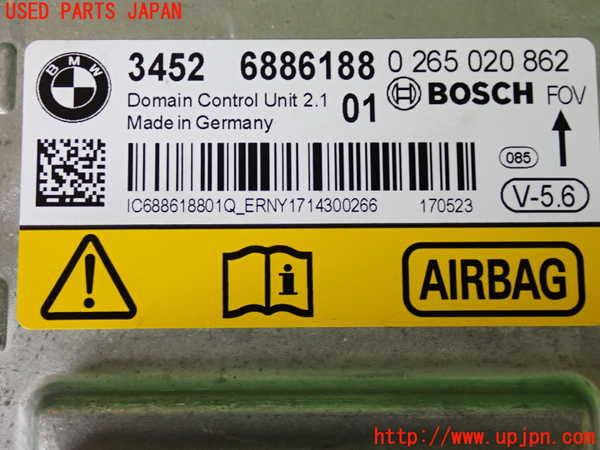 USED PARTS JAPAN
BMW
3452 6886188 0 265 020 862
Domain Control Unit 2.1 01 BOSCH FOV
Made in Germany
085
V-5.6
IC688618801Q_ERNY1714300266 170523
i
AIRBAG
http://www.upjpn.com/